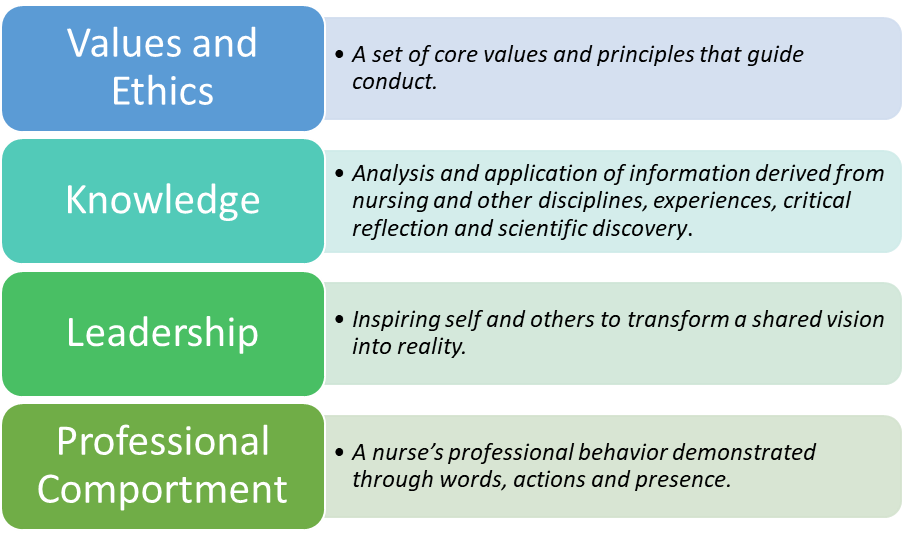 Values and
Ethics
• A set of core values and principles that guide
conduct.
Knowledge
• Analysis and application of information derived from
nursing and other disciplines, experiences, critical
reflection and scientific discovery.
Leadership
• Inspiring self and others to transform a shared vision
into reality.
Professional
Comportment
• A nurse’s professional behavior demonstrated
through words, actions and presence.